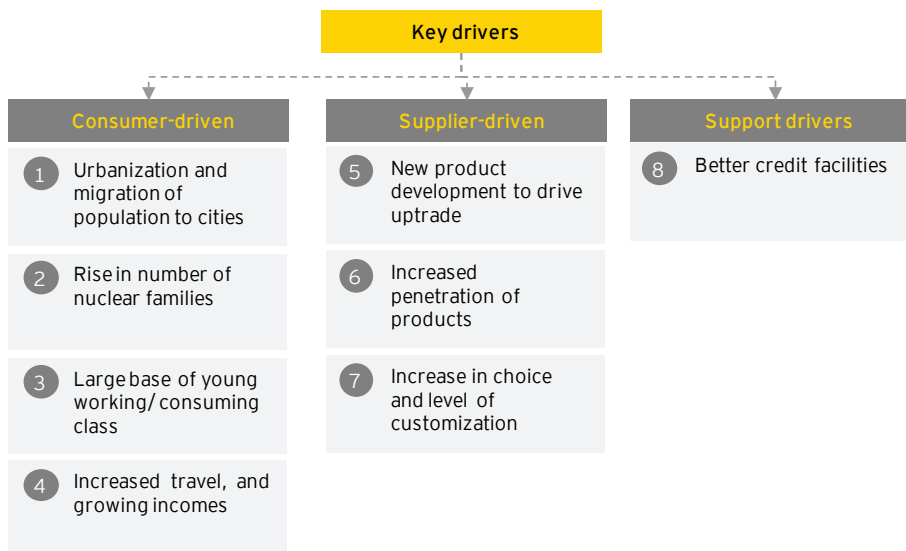 Key drivers
Consumer-driven
1
Urbanization and
migration of
population to cities
2
Rise in number of
nuclear families
3
Large base of young
working/ consuming
class
4
Increased travel, and
growing incomes
Supplier-driven
5
New product
development to drive
uptrade
6
Increased
penetration of
products
7
Increase in choice
and level of
customization
Support drivers
8
Better credit facilities